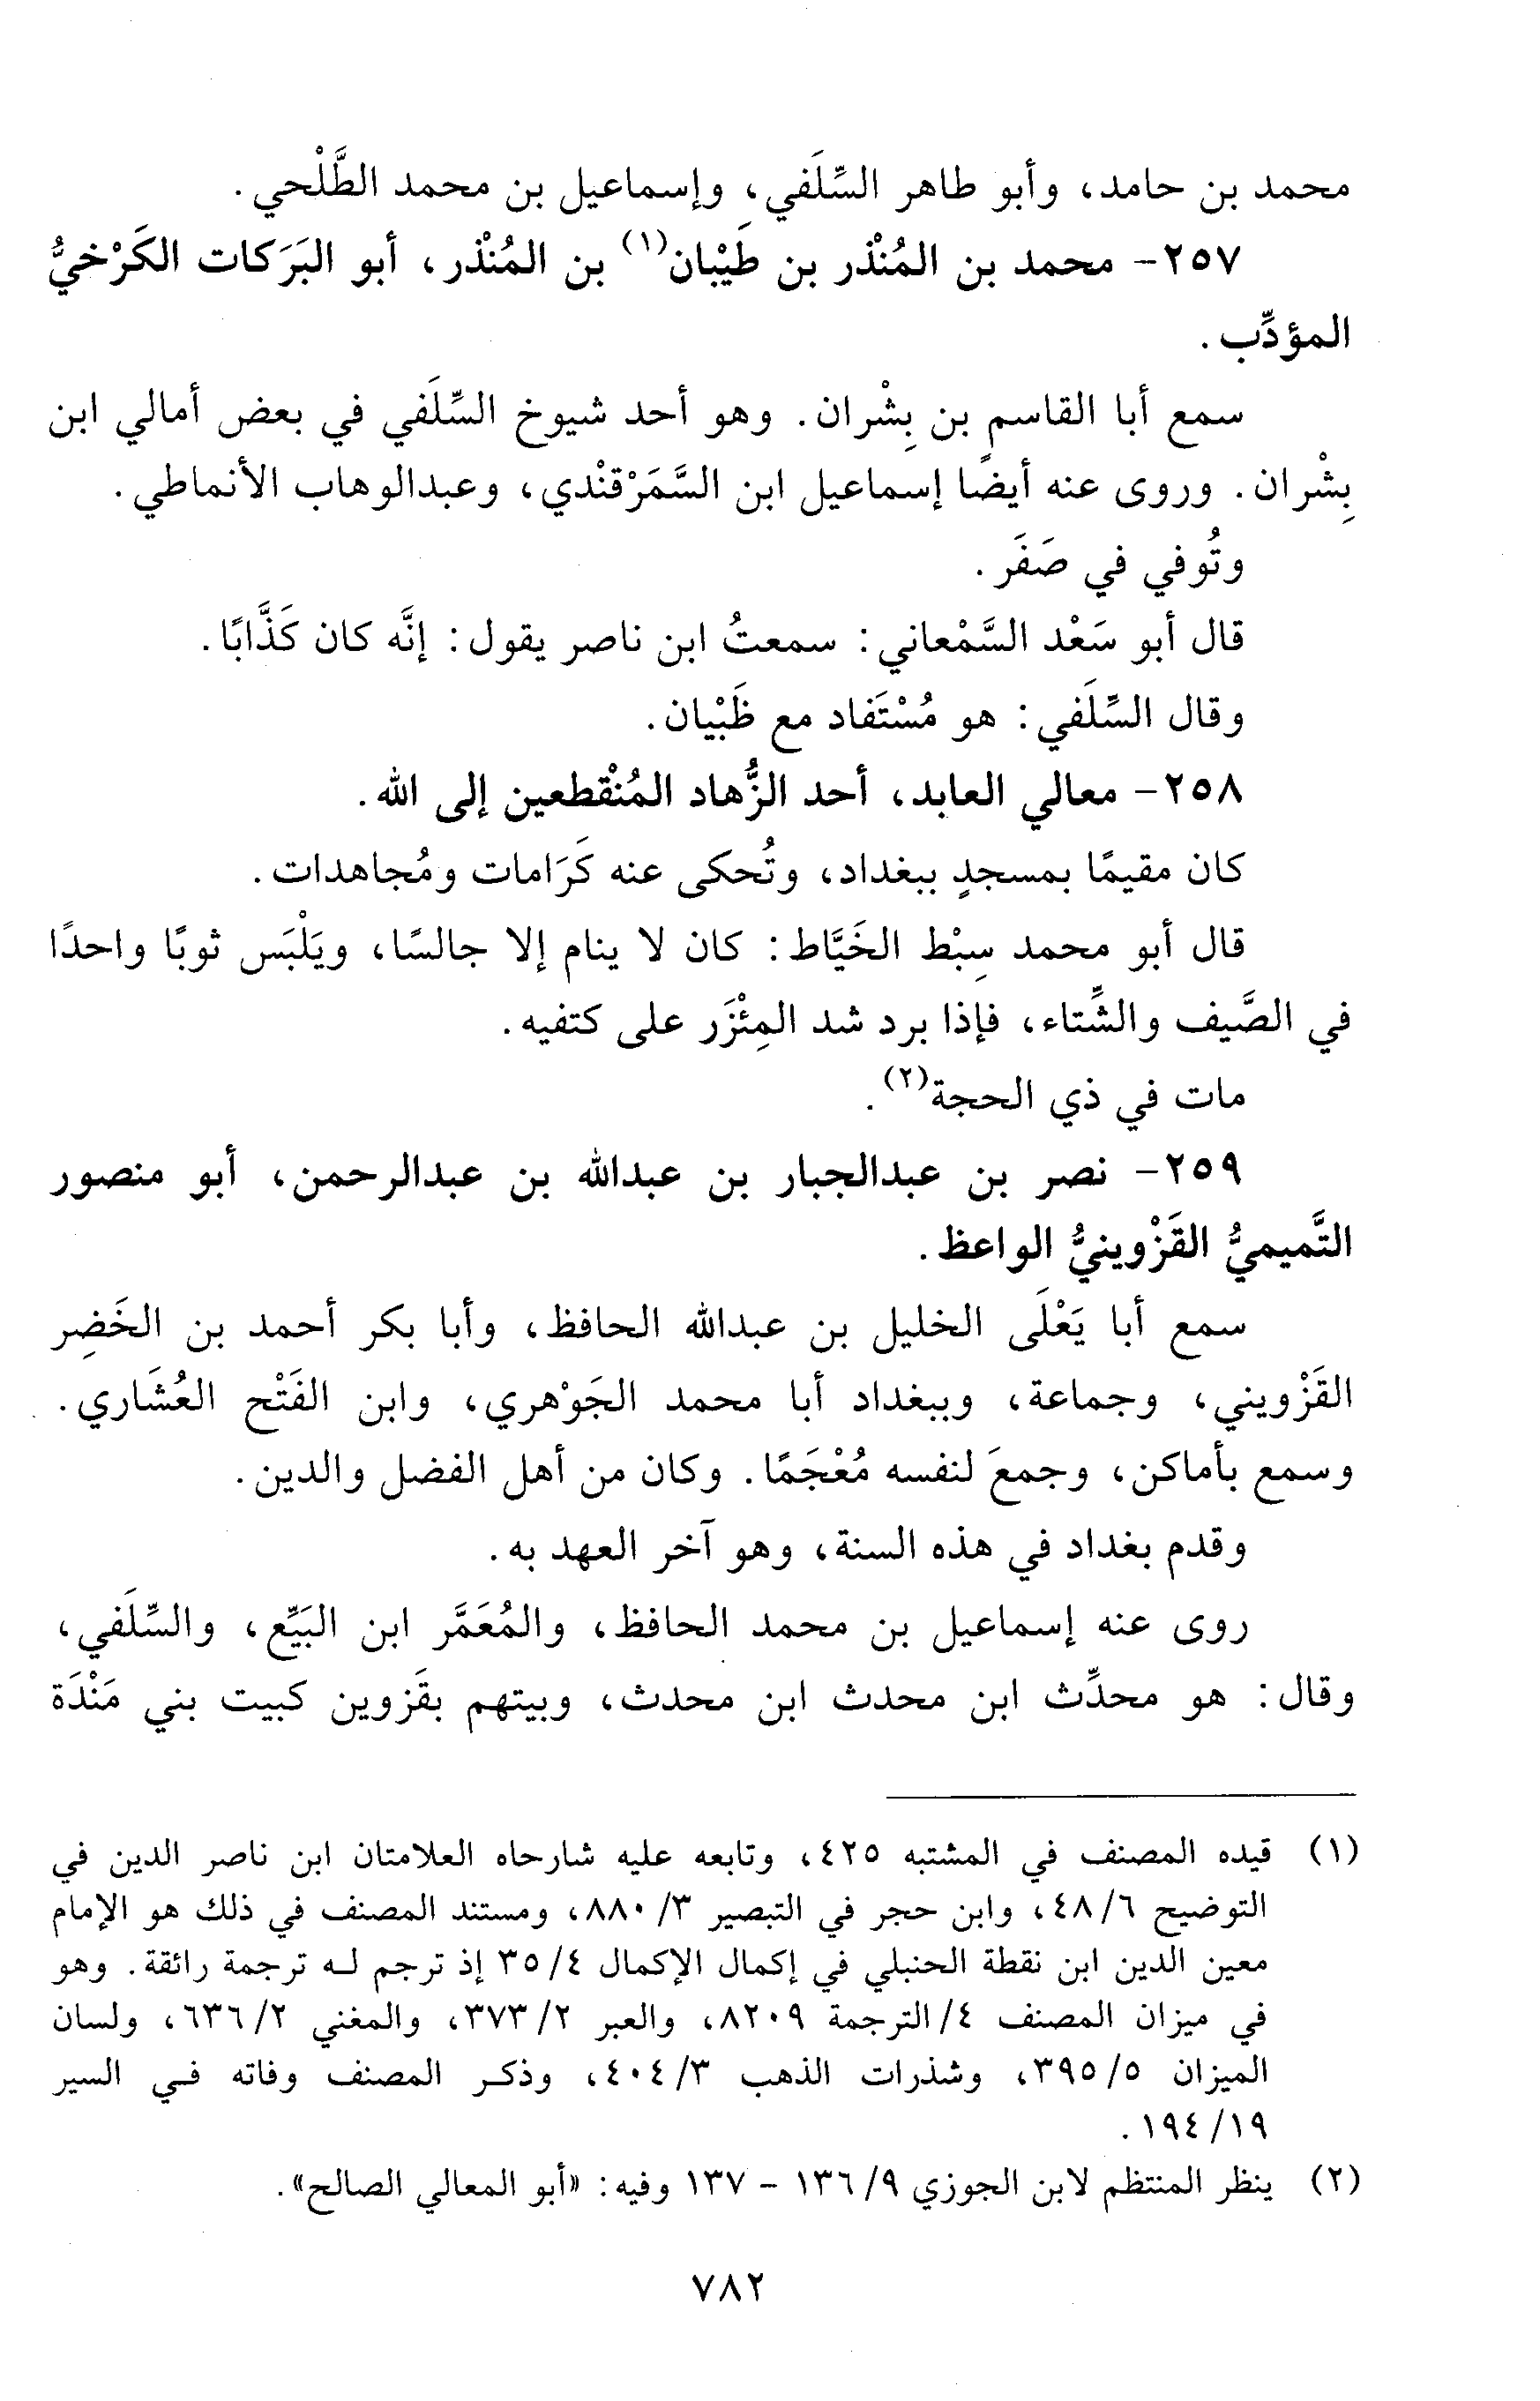 محمد بن حامد، وأبو طاهر السِّلَفي، وإسماعيل بن محمد الطَّلْحي.
٢٥٧- محمد بن المُنْذر بن طَيْبان(١) بن المُنْذر، أبو البَرَكات الكَرْخيُّ
المؤدِّب.
سمع أبا القاسم بن بِشْران. وهو أحد شيوخ السِّلَفي في بعض أمالي ابن
بِشْران. وروى عنه أيضًا إسماعيل ابن السَّمَرْقَنْدي، وعبدالوهاب الأنماطي.
وتُوفي في صَفَر.
قال أبو سَعْد السَّمْعاني: سمعتُ ابن ناصر يقول: إنَّه كان كَذَّابًا.
وقال السِّلَفي: هو مُسْتَفاد مع ظَبْيان.
٢٥٨- معالي العابد، أحد الزُّهاد المُنْقطعين إلى الله.
كان مقيمًا بمسجدٍ ببغداد، وتُحكى عنه كَرَامات ومُجاهدات.
قال أبو محمد سِبْط الخَيَّاط: كان لا ينام إلا جالسًا، ويَلْبَس ثوبًا واحدًا
في الصَّيف والشِّتاء، فإذا برد شد المِئْزَر على كتفيه.
مات في ذي الحجة(٢).
٢٥٩- نصر بن عبدالجبار بن عبدالله بن عبدالرحمن، أبو منصور
التَّميميُّ القَزْوينيُّ الواعظ.
سمع أبا يَعْلَى الخليل بن عبدالله الحافظ، وأبا بكر أحمد بن الخَضِر
القَزْويني، وجماعة، وببغداد أبا محمد الجَوْهري، وابن الفَتْح العُشَاري.
وسمع بأماكن، وجمعَ لنفسه مُعْجَمًا. وكان من أهل الفضل والدين.
وقدم بغداد في هذه السنة، وهو آخر العهد به.
روى عنه إسماعيل بن محمد الحافظ، والمُعَمَّر ابن البَيِّع، والسِّلَفي،
وقال: هو محدِّث ابن محدث ابن محدث، وبيتهم بقَزوين كبيت بني مَنْدَة
(١) قيده المصنف في المشتبه ٤٢٥، وتابعه عليه شارحاه العلامتان ابن ناصر الدين في
التوضيح ٤٨/٦، وابن حجر في التبصير ٨٨٠/٣، ومستند المصنف في ذلك هو الإمام
معين الدين ابن نقطة الحنبلي في إكمال الإكمال ٣٥/٤ إذ ترجم له ترجمة رائقة. وهو
في ميزان المصنف ٤/الترجمة ٨٢٠٩، والعبر ٣٧٣/٢، والمغني ٦٣٦/٢، ولسان
الميزان ٣٩٥/٥، وشذرات الذهب ٤٠٤/٣، وذكر المصنف وفاته في السير
١٩٤/١٩.
(٢) ينظر المنتظم لابن الجوزي ١٣٦/٩ - ١٣٧ وفيه: «أبو المعالي الصالح».
٧٨٢